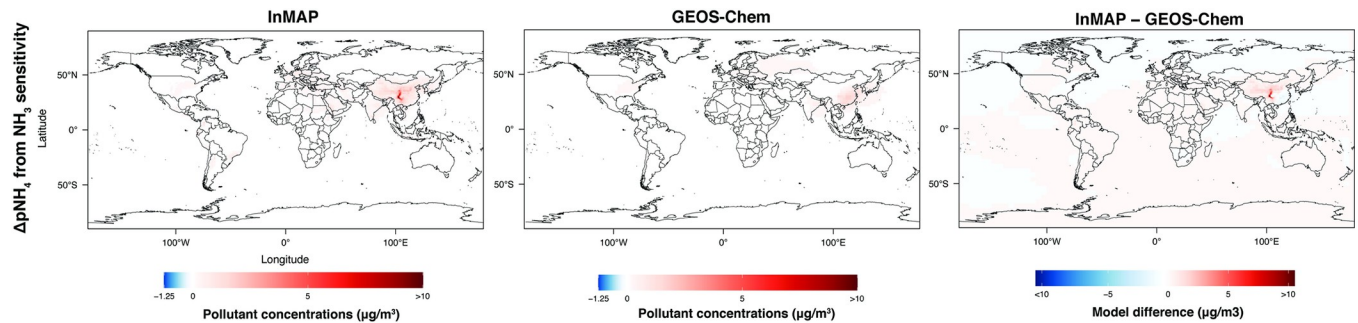 InMAP
GEOS-Chem
InMAP – GEOS-Chem
ΔpNH₄ from NH₃ sensitivity
Latitude
50°N
0°
50°S
100°W
0°
100°E
Longitude
−1.25
0
5
>10
Pollutant concentrations (μg/m³)
50°N
0°
50°S
100°W
0°
100°E
−1.25
0
5
>10
Pollutant concentrations (μg/m³)
50°N
0°
50°S
100°W
0°
100°E
<10
−5
0
5
>10
Model difference (μg/m3)